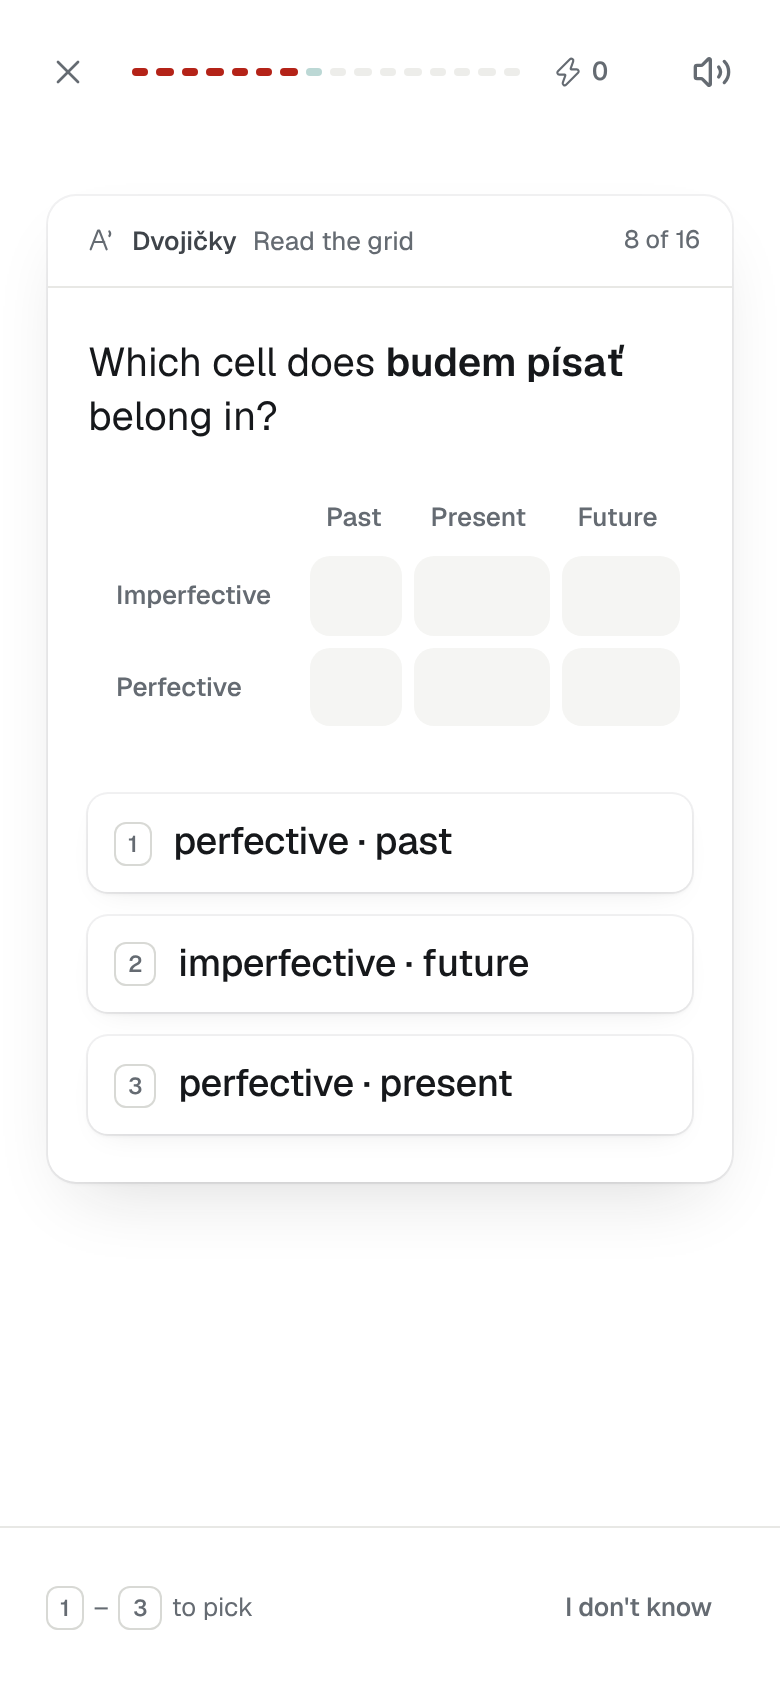 0
Dvojičky Read the grid 8 of 16
Which cell does budem písať
belong in?
Past Present Future
Imperfective
Perfective
1 perfective · past
2 imperfective · future
3 perfective · present
1 – 3 to pick I don't know